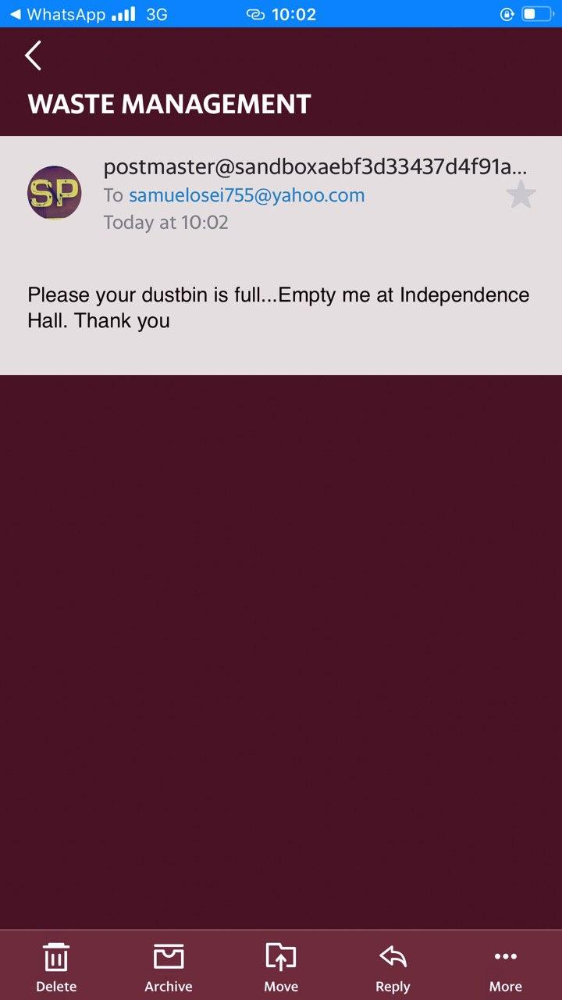 WhatsApp 3G 10:02
WASTE MANAGEMENT
SP
postmaster@sandboxaebf3d33437d4f91a...
To samuelosei755@yahoo.com
Today at 10:02
Please your dustbin is full...Empty me at Independence
Hall. Thank you
Delete Archive Move Reply More